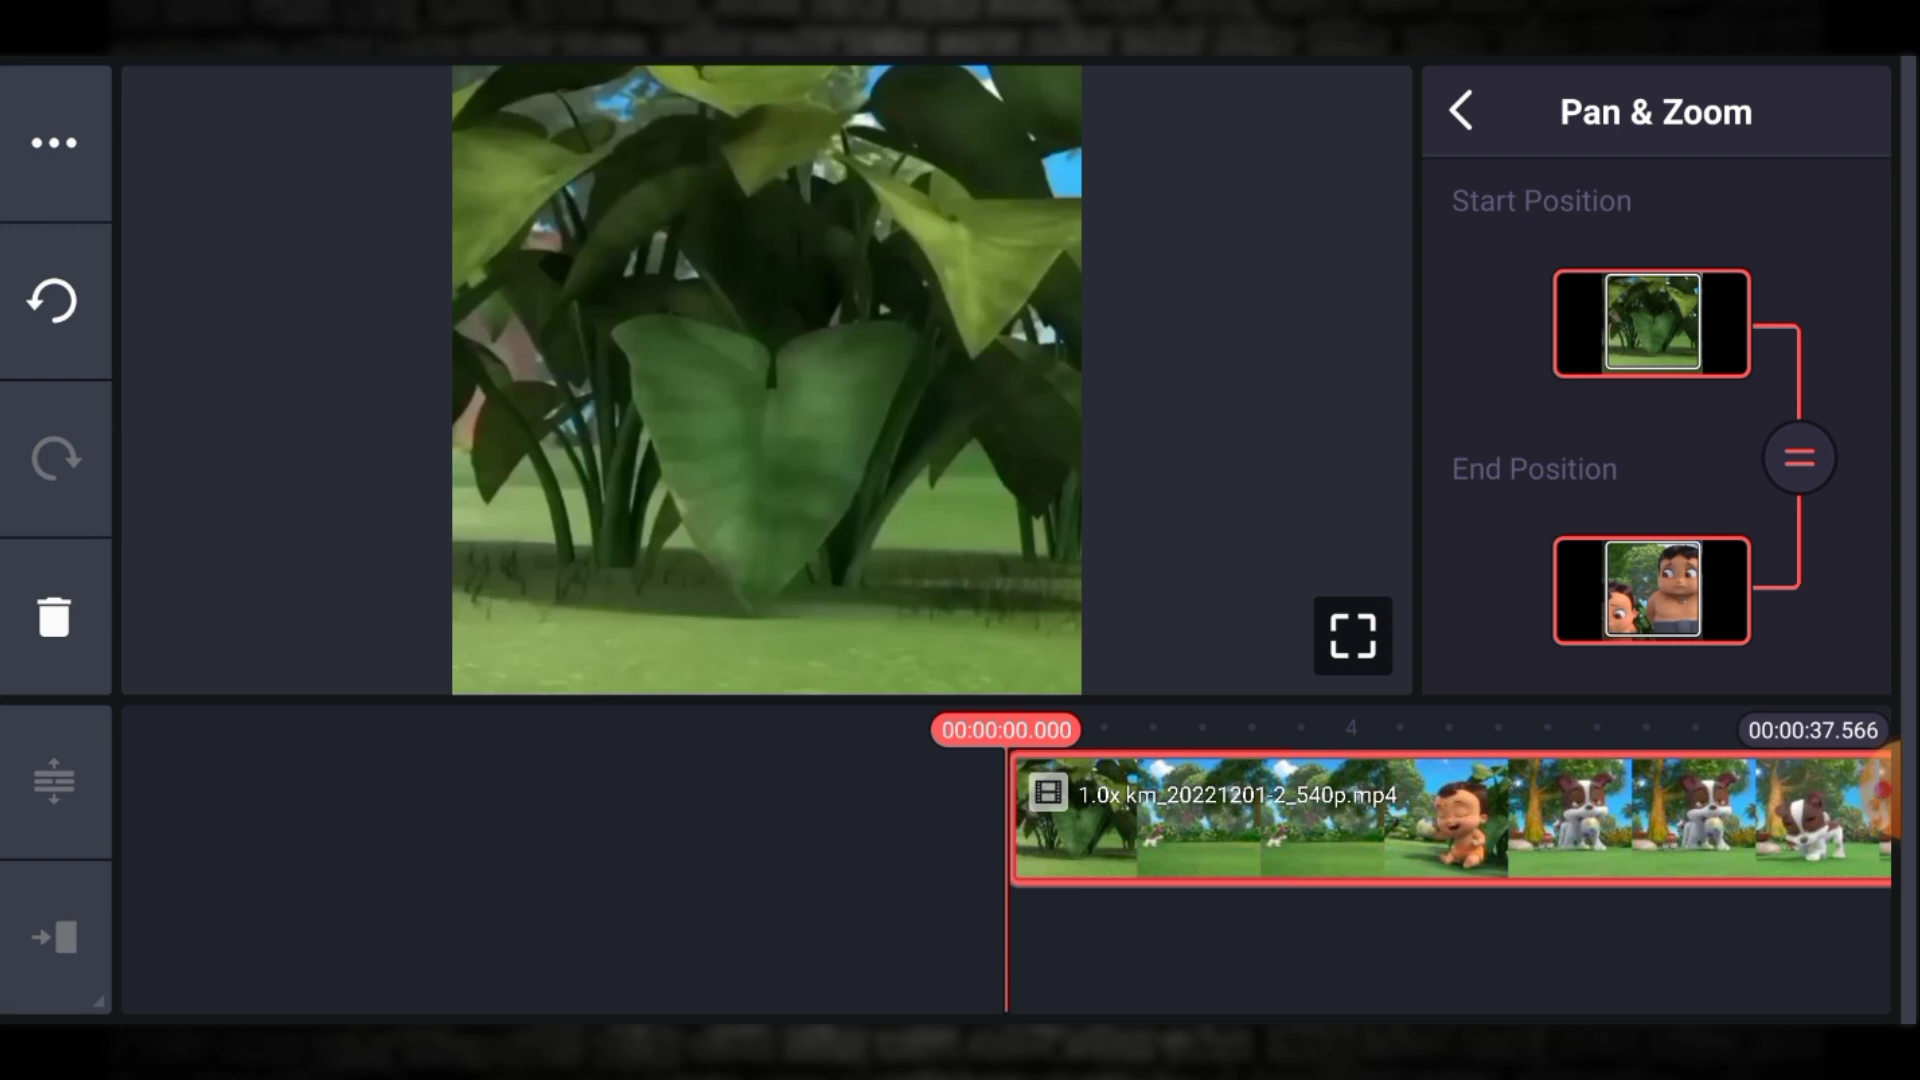 Pan & Zoom
Start Position
End Position
00:00:00.000
4
00:00:37.566
1.0x km_20221201-2_540p.mp4